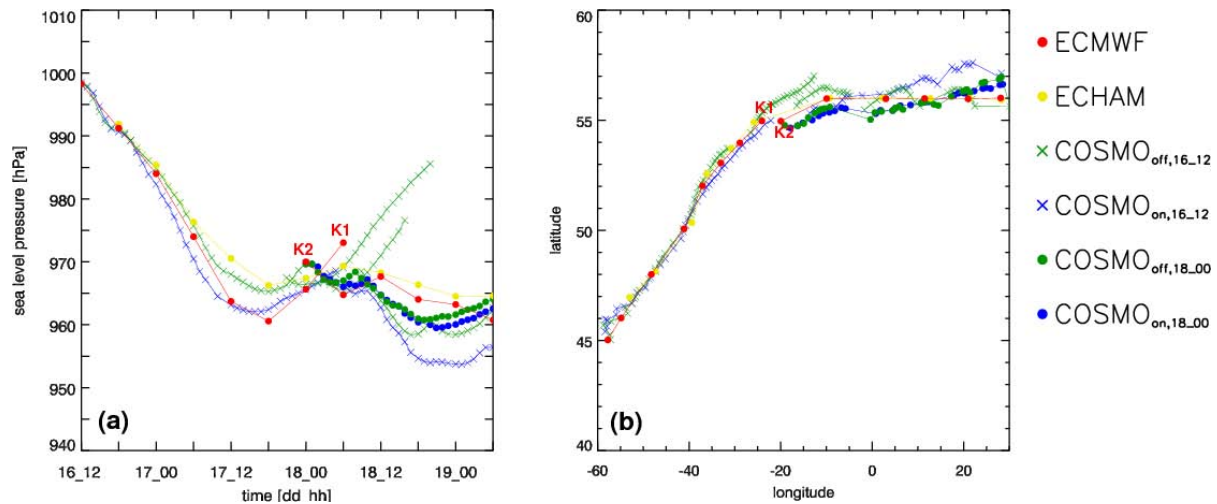 1010
1000
990
980
970
960
950
940
sea level pressure [hPa]
K2
K1
(a)
16_12
17_00
17_12
18_00
18_12
19_00
time [dd_hh]
60
55
50
45
40
latitude
K1
K2
(b)
-60
-40
-20
0
20
longitude
ECMWF
ECHAM
COSMOoff,16_12
COSMOon,16_12
COSMOoff,18_00
COSMOon,18_00